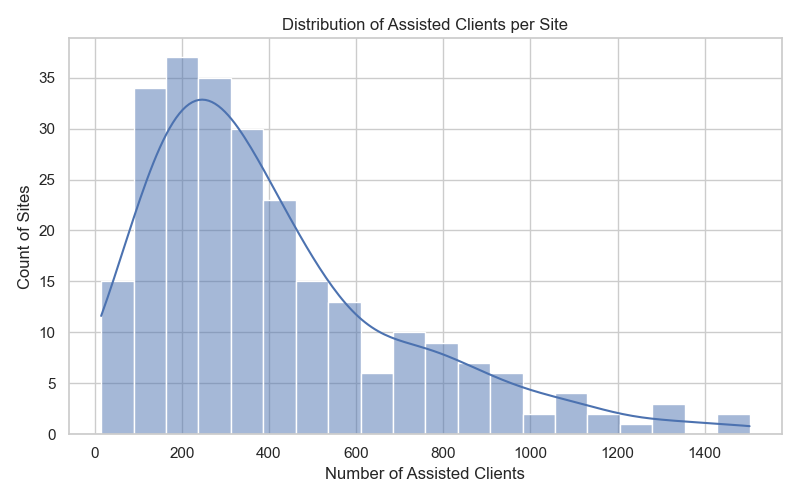 Distribution of Assisted Clients per Site
Count of Sites
35
30
25
20
15
10
5
0
0 200 400 600 800 1000 1200 1400
Number of Assisted Clients